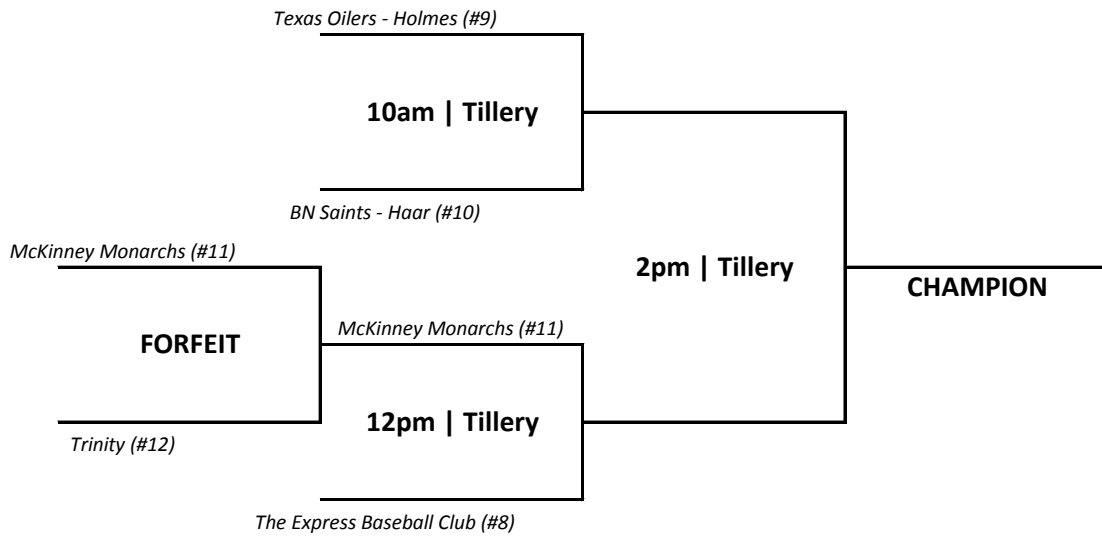 Texas Oilers - Holmes (#9)
10am | Tillery
BN Saints - Haar (#10)
McKinney Monarchs (#11)
2pm | Tillery
CHAMPION
McKinney Monarchs (#11)
FORFEIT
12pm | Tillery
Trinity (#12)
The Express Baseball Club (#8)